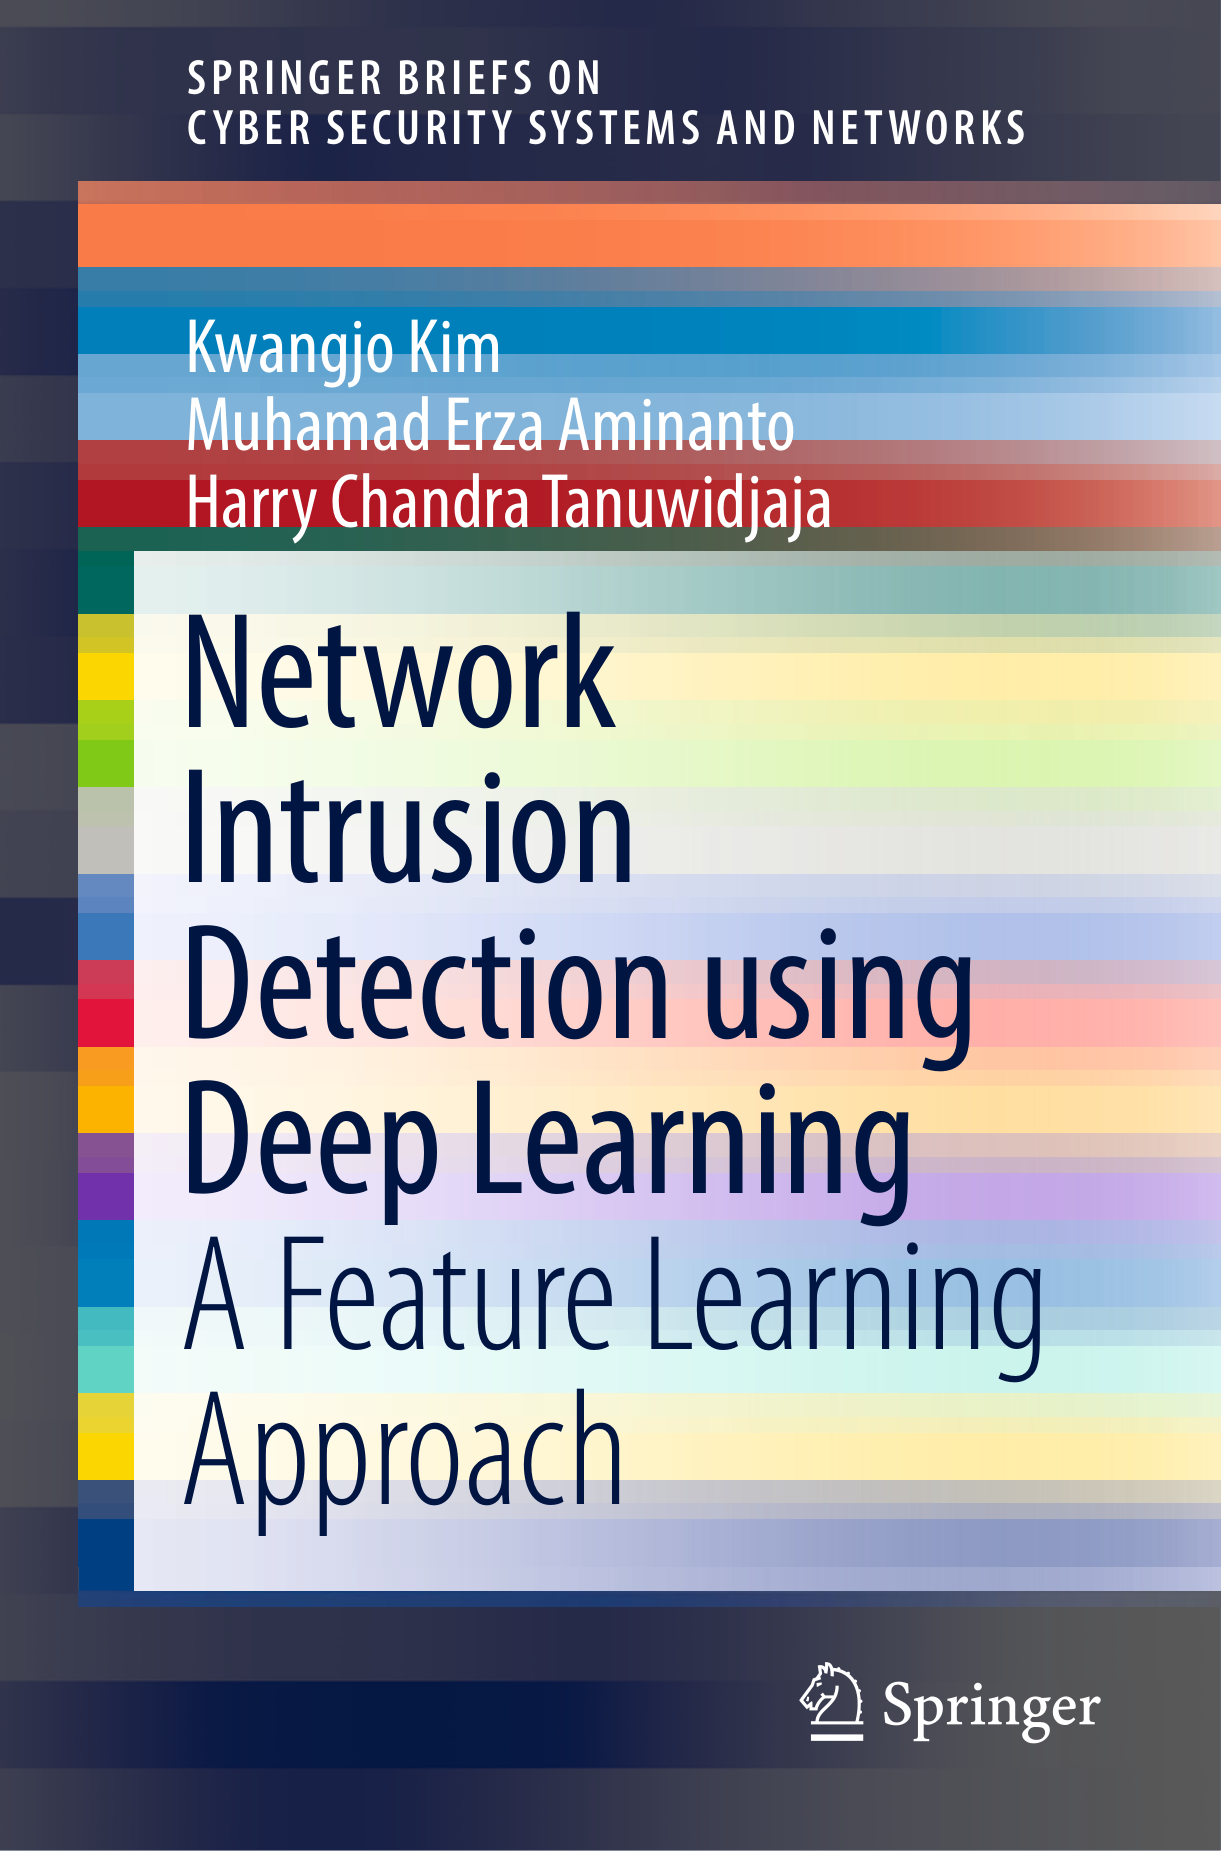 SPRINGER BRIEFS ON
CYBER SECURITY SYSTEMS AND NETWORKS
Kwangjo Kim
Muhamad Erza Aminanto
Harry Chandra Tanuwidjaja
Network
Intrusion
Detection using
Deep Learning
A Feature Learning
Approach
Springer